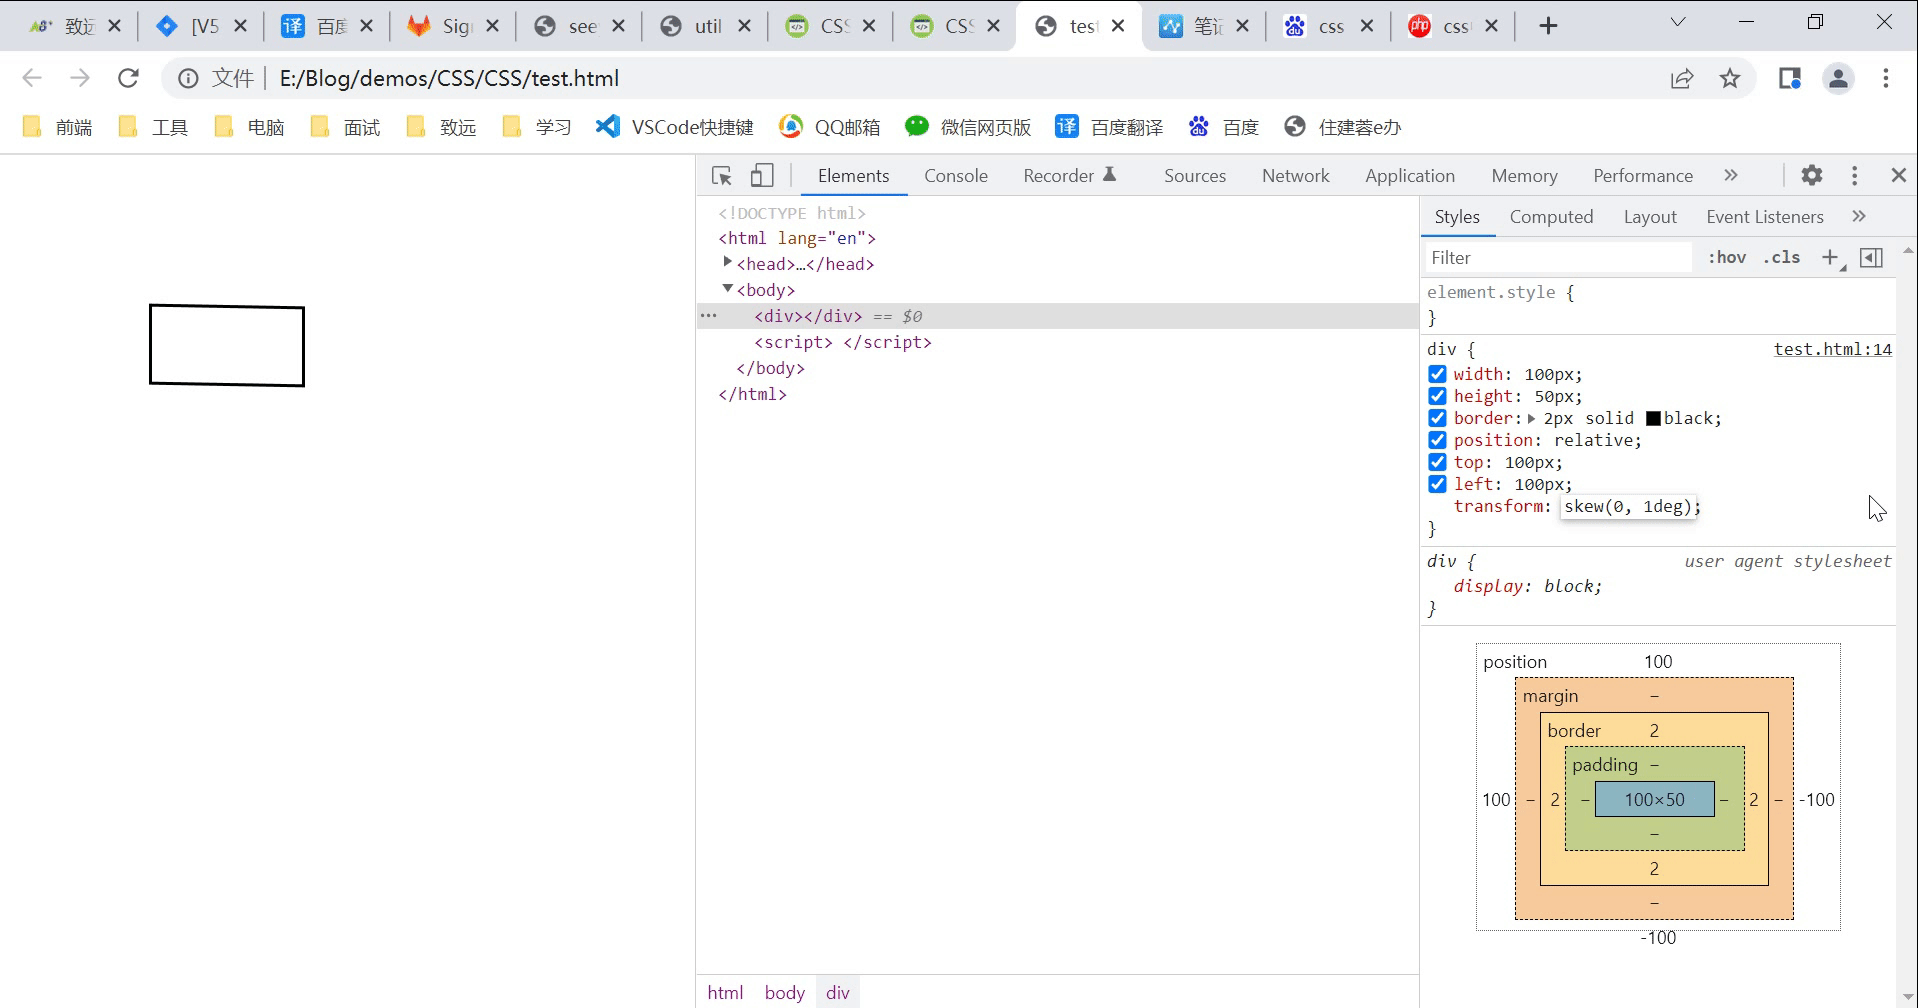 致远 [V5 译 百度 Sig see util CSS CSS test 笔记 css php css
文件 E:/Blog/demos/CSS/CSS/test.html
前端 工具 电脑 面试 致远 学习 VSCode快捷键 QQ邮箱 微信网页版 译 百度翻译 du 百度 住建蓉e办
Elements Console Recorder Sources Network Application Memory Performance »
<!DOCTYPE html>
<html lang="en">
<head>…</head>
<body>
<div></div> == $0
<script> </script>
</body>
</html>
html body div
Styles Computed Layout Event Listeners »
Filter :hov .cls +
element.style {
}
div { test.html:14
width: 100px;
height: 50px;
border: 2px solid black;
position: relative;
top: 100px;
left: 100px;
transform: skew(0, 1deg);
}
div { user agent stylesheet
display: block;
}
position 100
margin –
border 2
padding –
100 – 2 – 100×50 – 2 – -100
–
2
–
-100